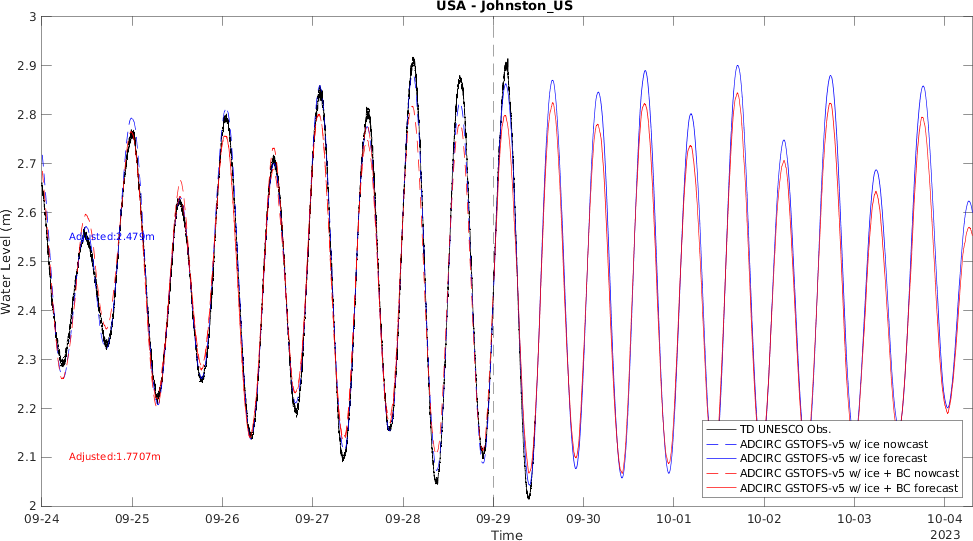 USA - Johnston_US
3
2.9
2.8
2.7
2.6
2.5
2.4
2.3
2.2
2.1
2
Water Level (m)
Adjusted:2.479m
Adjusted:1.7707m
TD UNESCO Obs.
ADCIRC GSTOFS-v5 w/ ice nowcast
ADCIRC GSTOFS-v5 w/ ice forecast
ADCIRC GSTOFS-v5 w/ ice + BC nowcast
ADCIRC GSTOFS-v5 w/ ice + BC forecast
09-24 09-25 09-26 09-27 09-28 09-29 09-30 10-01 10-02 10-03 10-04
2023
Time